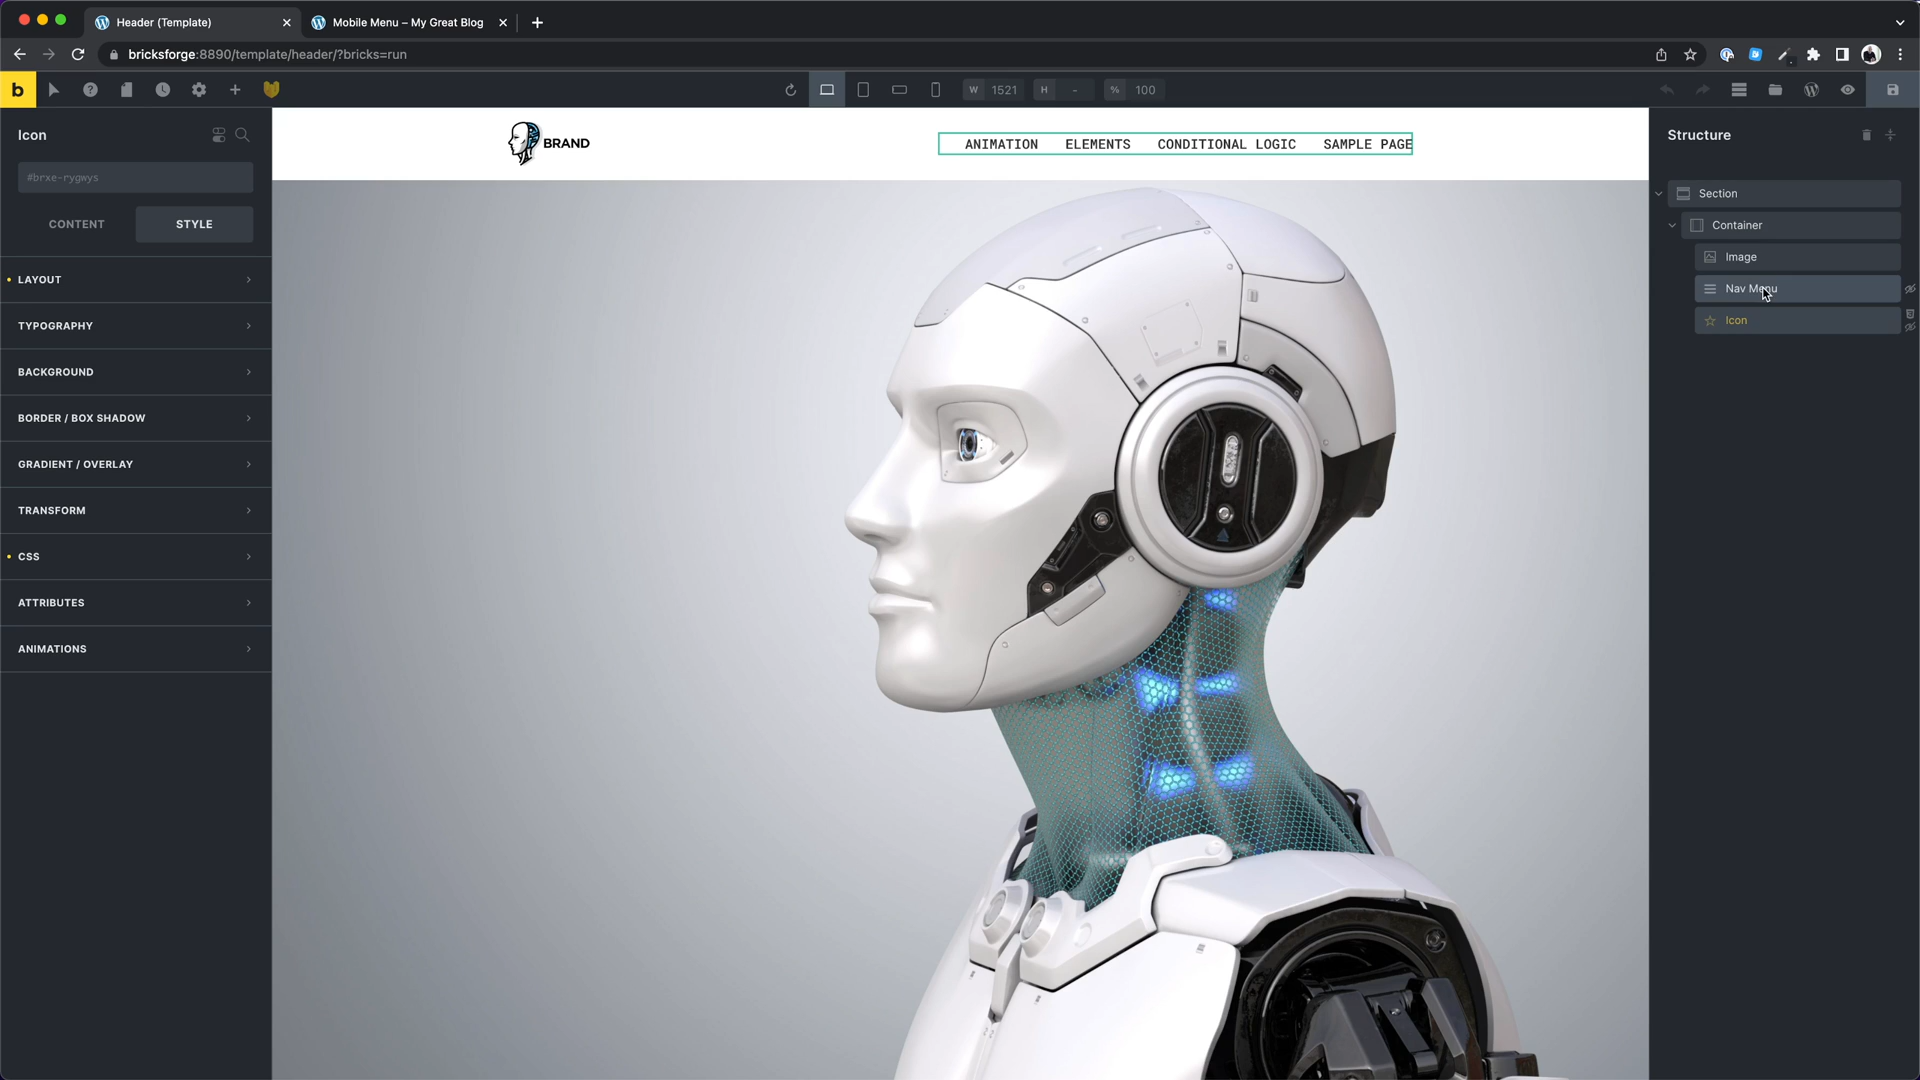 Header (Template)
Mobile Menu – My Great Blog
bricksforge:8890/template/header/?bricks=run
b
W 1521 H - % 100
Icon
#brxe-rygwys
CONTENT STYLE
LAYOUT
TYPOGRAPHY
BACKGROUND
BORDER / BOX SHADOW
GRADIENT / OVERLAY
TRANSFORM
CSS
ATTRIBUTES
ANIMATIONS
BRAND
ANIMATION ELEMENTS CONDITIONAL LOGIC SAMPLE PAGE
Structure
Section
Container
Image
Nav Menu
Icon